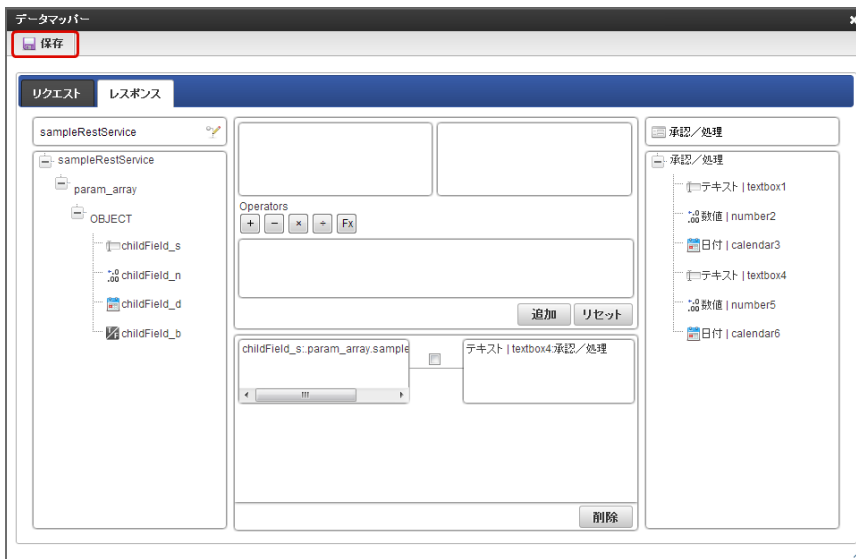 データマッパー
保存
リクエスト
レスポンス
sampleRestService
sampleRestService
param_array
OBJECT
childField_s
childField_n
childField_d
childField_b
Operators
+ − × ÷ Fx
追加 リセット
childField_s:.param_array.sample
テキスト | textbox4:承認／処理
削除
承認／処理
承認／処理
テキスト | textbox1
数値 | number2
日付 | calendar3
テキスト | textbox4
数値 | number5
日付 | calendar6